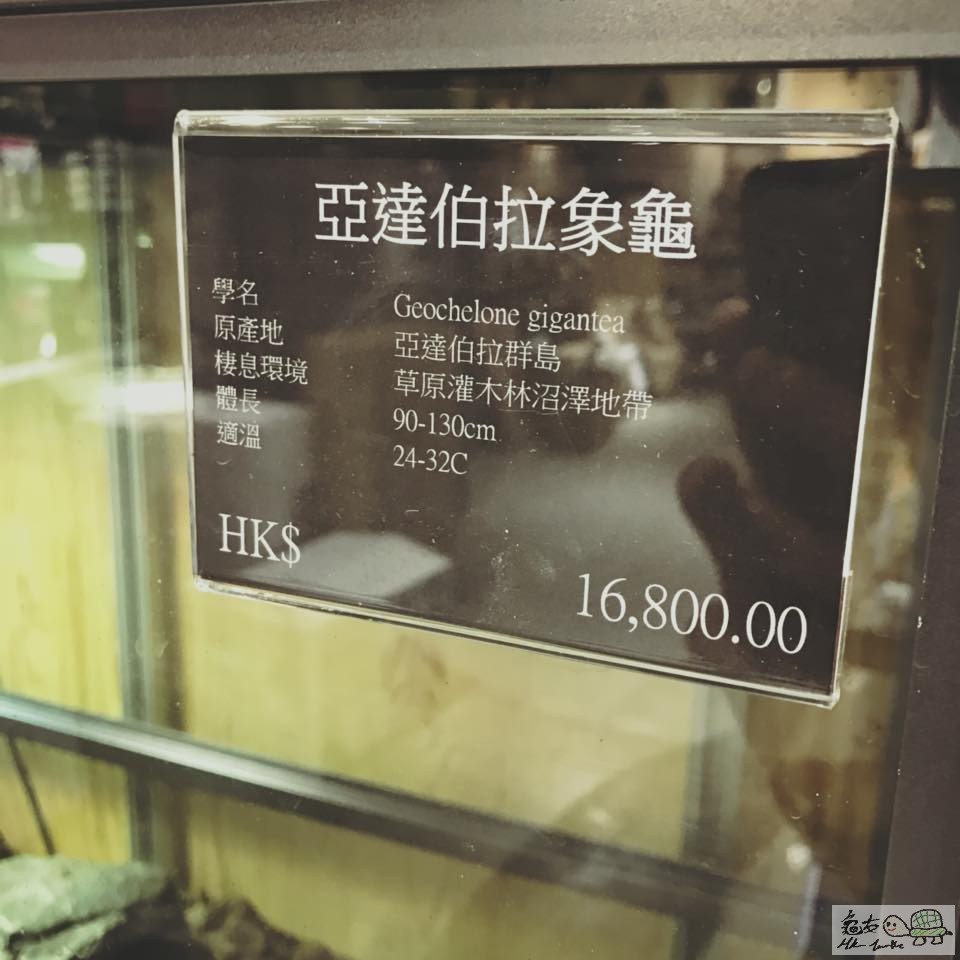 亞達伯拉象龜
學名 Geochelone gigantea
原產地 亞達伯拉群島
棲息環境 草原灌木林沼澤地帶
體長 90-130cm
適溫 24-32C
HK$ 16,800.00
龜友